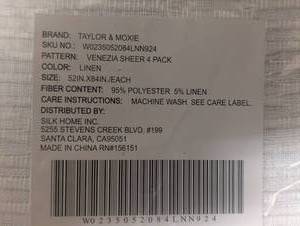 BRAND: TAYLOR & MOXIE
SKU NO.: W0235052084LNN924
PATTERN: VENEZIA SHEER 4 PACK
COLOR: LINEN
SIZE: 52IN.X84IN./EACH
FIBER CONTENT: 95% POLYESTER 5% LINEN
CARE INSTRUCTIONS: MACHINE WASH. SEE CARE LABEL.
DISTRIBUTED BY:
SILK HOME INC.
5255 STEVENS CREEK BLVD, #199
SANTA CLARA, CA95051
MADE IN CHINA RN#156151
W0235052084LNN924